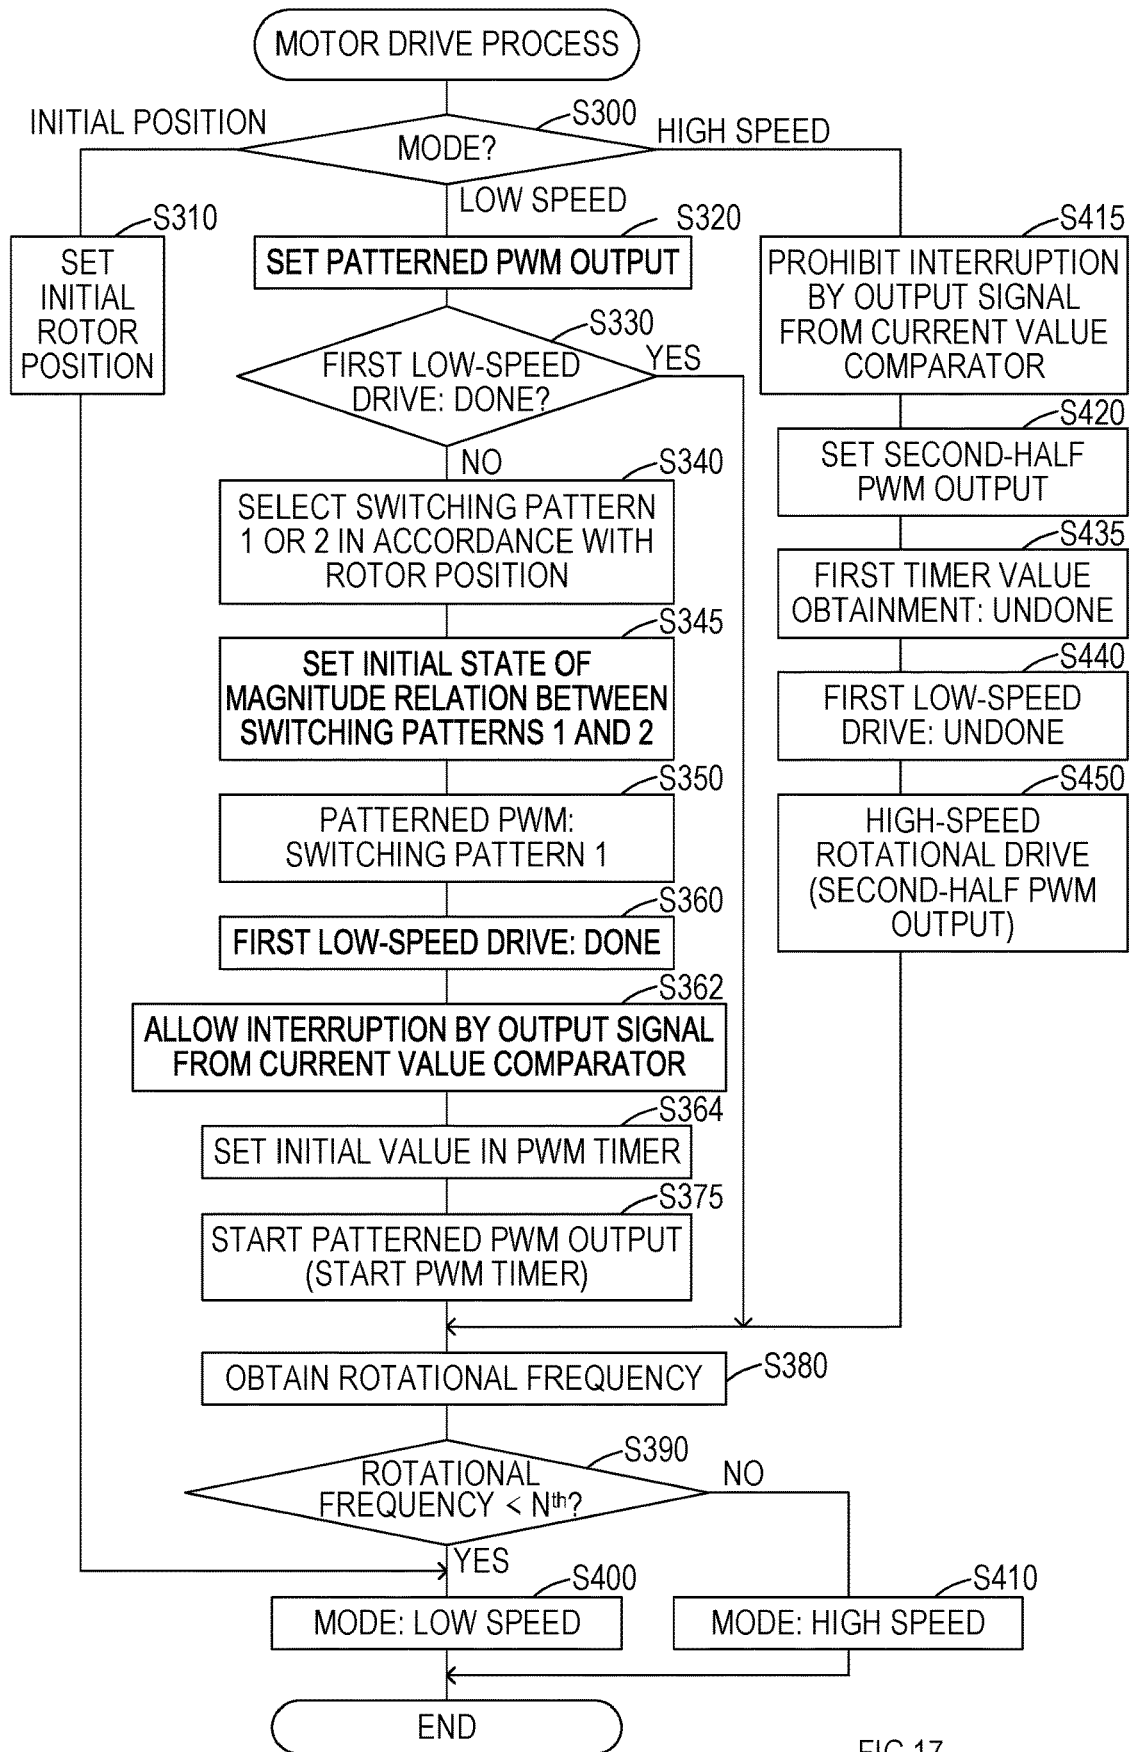 MOTOR DRIVE PROCESS
S300
INITIAL POSITION
MODE?
HIGH SPEED
LOW SPEED
S310
SET
INITIAL
ROTOR
POSITION
S320
SET PATTERNED PWM OUTPUT
S330
FIRST LOW-SPEED
DRIVE: DONE?
YES
NO
S340
SELECT SWITCHING PATTERN
1 OR 2 IN ACCORDANCE WITH
ROTOR POSITION
S345
SET INITIAL STATE OF
MAGNITUDE RELATION BETWEEN
SWITCHING PATTERNS 1 AND 2
S350
PATTERNED PWM:
SWITCHING PATTERN 1
S360
FIRST LOW-SPEED DRIVE: DONE
S362
ALLOW INTERRUPTION BY OUTPUT SIGNAL
FROM CURRENT VALUE COMPARATOR
S364
SET INITIAL VALUE IN PWM TIMER
S375
START PATTERNED PWM OUTPUT
(START PWM TIMER)
S415
PROHIBIT INTERRUPTION
BY OUTPUT SIGNAL
FROM CURRENT VALUE
COMPARATOR
S420
SET SECOND-HALF
PWM OUTPUT
S435
FIRST TIMER VALUE
OBTAINMENT: UNDONE
S440
FIRST LOW-SPEED
DRIVE: UNDONE
S450
HIGH-SPEED
ROTATIONAL DRIVE
(SECOND-HALF PWM
OUTPUT)
OBTAIN ROTATIONAL FREQUENCY
S380
S390
ROTATIONAL
FREQUENCY < Nth?
NO
YES
S400
MODE: LOW SPEED
S410
MODE: HIGH SPEED
END
FIG.17